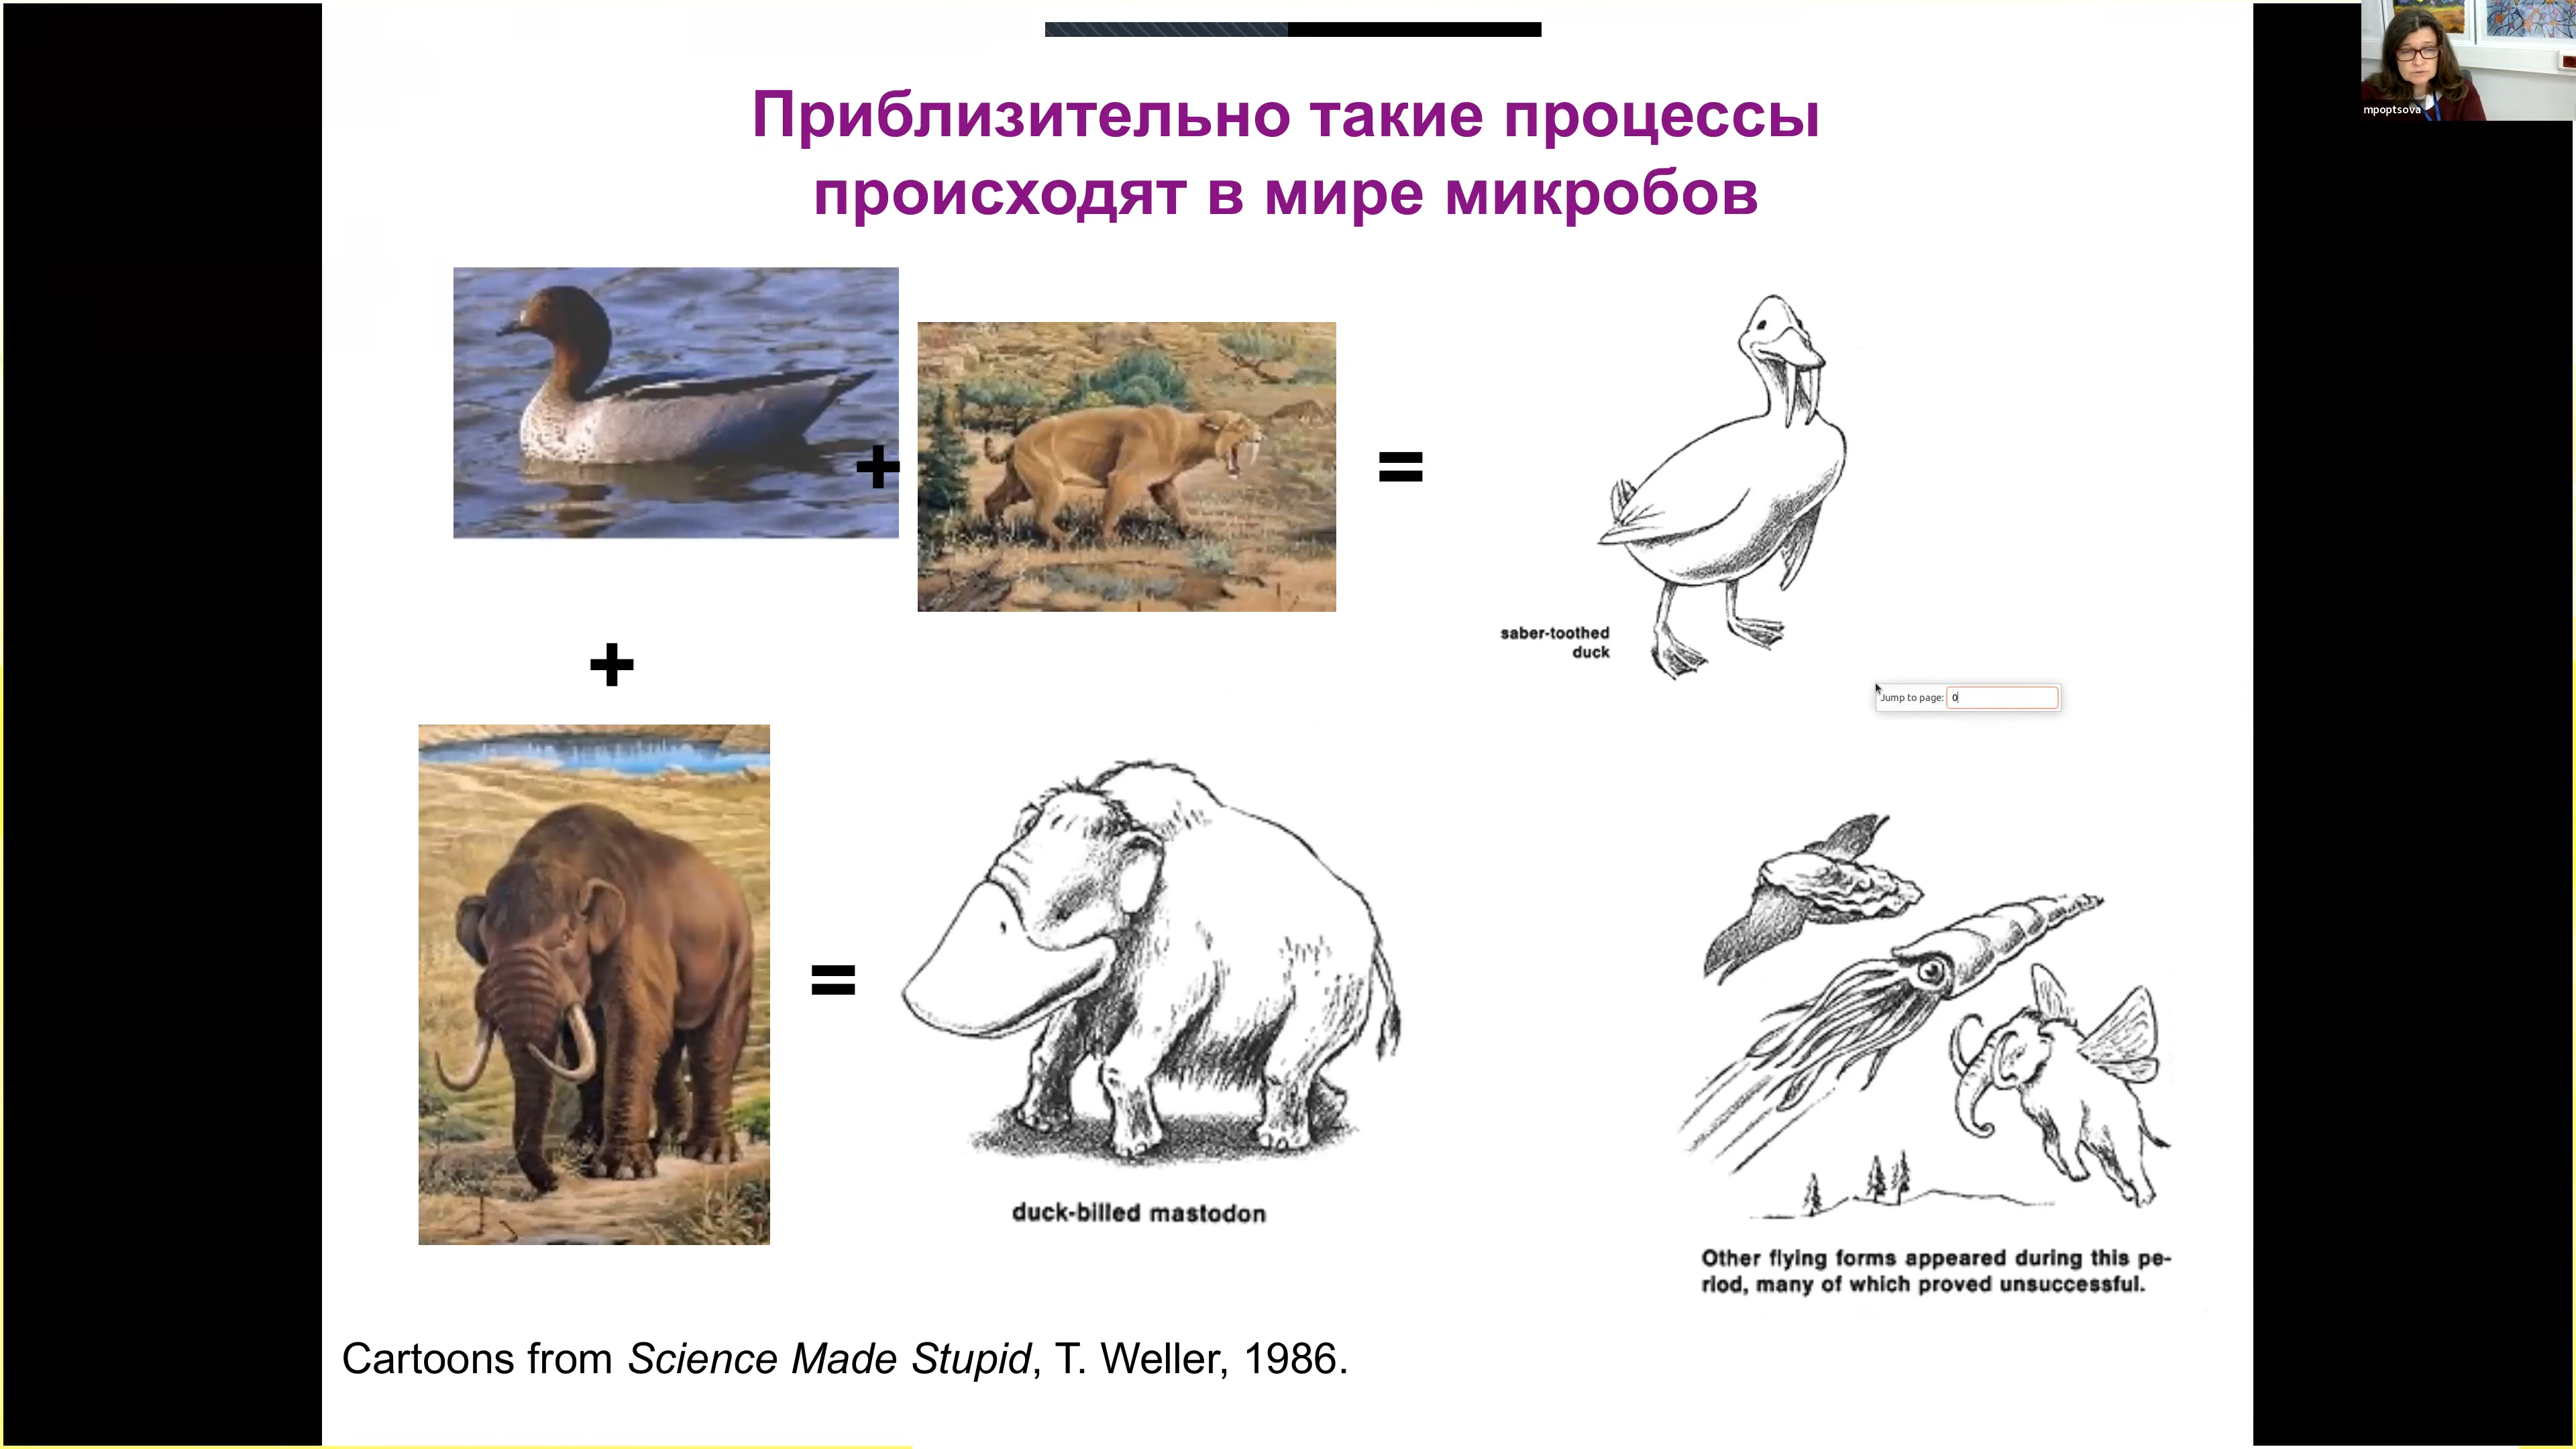 mpoptsova
Приблизительно такие процессы
происходят в мире микробов
+
=
saber-toothed
duck
+
Jump to page: 0
=
duck-billed mastodon
Other flying forms appeared during this pe-
riod, many of which proved unsuccessful.
Cartoons from Science Made Stupid, T. Weller, 1986.